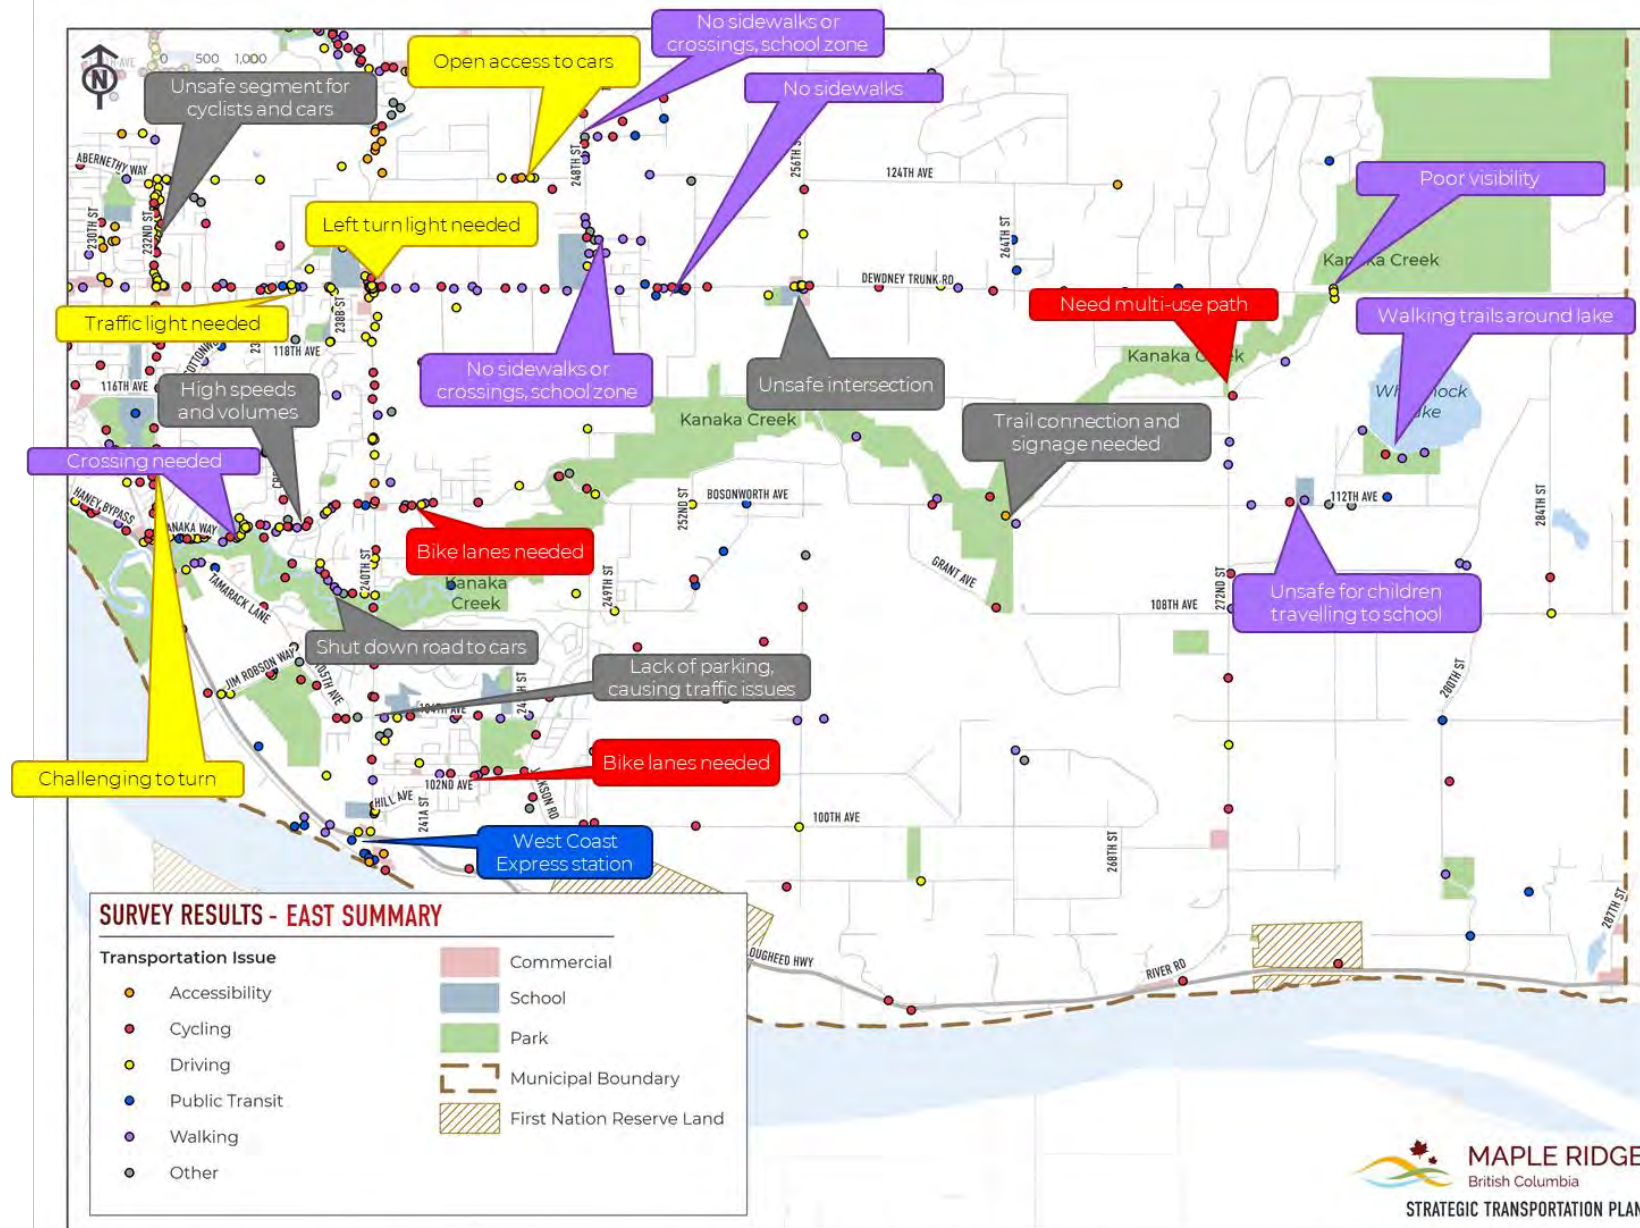 No sidewalks or
crossings, school zone
Open access to cars
500 1,000
N
Unsafe segment for
cyclists and cars
No sidewalks
ABERNETHY WAY
248TH ST
124TH AVE
Poor visibility
230TH ST
232ND ST
Left turn light needed
264TH ST
Kanaka Creek
DEWDNEY TRUNK RD
Need multi-use path
Walking trails around lake
Traffic light needed
238B ST
118TH AVE
No sidewalks or
crossings, school zone
Unsafe intersection
116TH AVE
High speeds
and volumes
Kanaka Creek
Trail connection and
signage needed
Crossing needed
HANEY BYPASS
252ND ST
BOSONWORTH AVE
112TH AVE
284TH ST
Bike lanes needed
240TH ST
Kanaka
Creek
249TH ST
GRANT AVE
TAMARACK LANE
108TH AVE
272ND ST
Unsafe for children
travelling to school
Shut down road to cars
JIM ROBSON WAY
Lack of parking,
causing traffic issues
280TH ST
104TH AVE
Challenging to turn
Bike lanes needed
102ND AVE
HILL AVE
241A ST
100TH AVE
268TH ST
West Coast
Express station
287TH ST
RIVER RD
SURVEY RESULTS - EAST SUMMARY
Transportation Issue
Accessibility
Cycling
Driving
Public Transit
Walking
Other
Commercial
School
Park
Municipal Boundary
First Nation Reserve Land
MAPLE RIDGE
British Columbia
STRATEGIC TRANSPORTATION PLAN